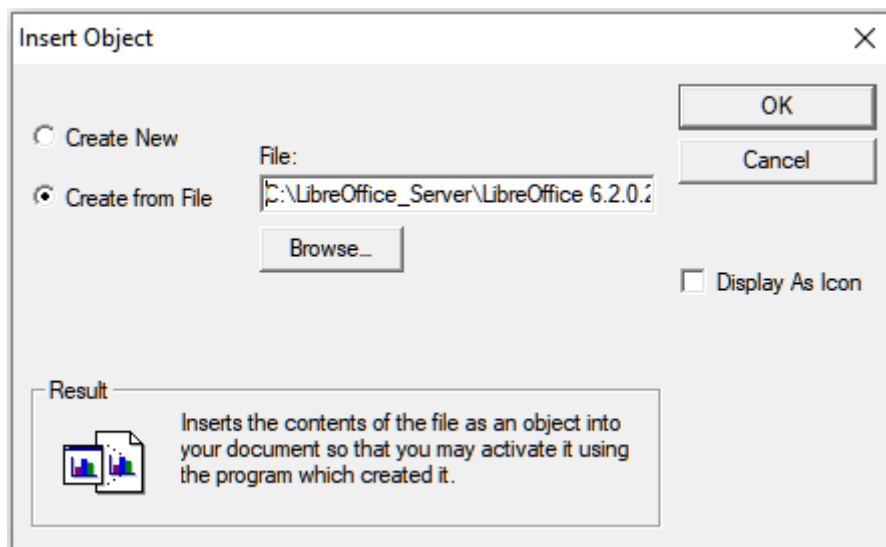 Insert Object
OK
Create New
File:
Cancel
Create from File
C:\LibreOffice_Server\LibreOffice 6.2.0.2
Browse...
Display As Icon
Result
Inserts the contents of the file as an object into
your document so that you may activate it using
the program which created it.